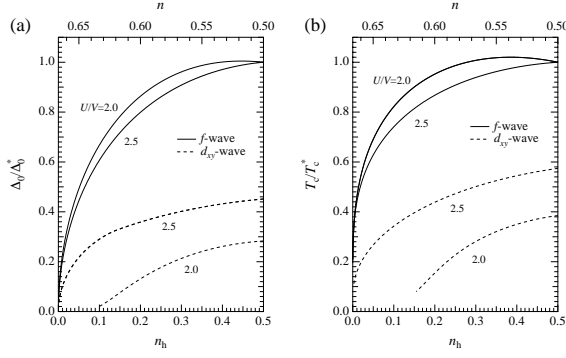 n
n
(a)
0.65
0.60
0.55
0.50
(b)
0.65
0.60
0.55
0.50
1.0
0.8
0.6
0.4
0.2
0.0
Δ0/Δ0*
U/V=2.0
2.5
f-wave
dxy-wave
2.5
2.0
0.0
0.1
0.2
0.3
0.4
0.5
nh
1.0
0.8
0.6
0.4
0.2
0.0
Tc/Tc*
U/V=2.0
2.5
f-wave
dxy-wave
2.5
2.0
0.0
0.1
0.2
0.3
0.4
0.5
nh